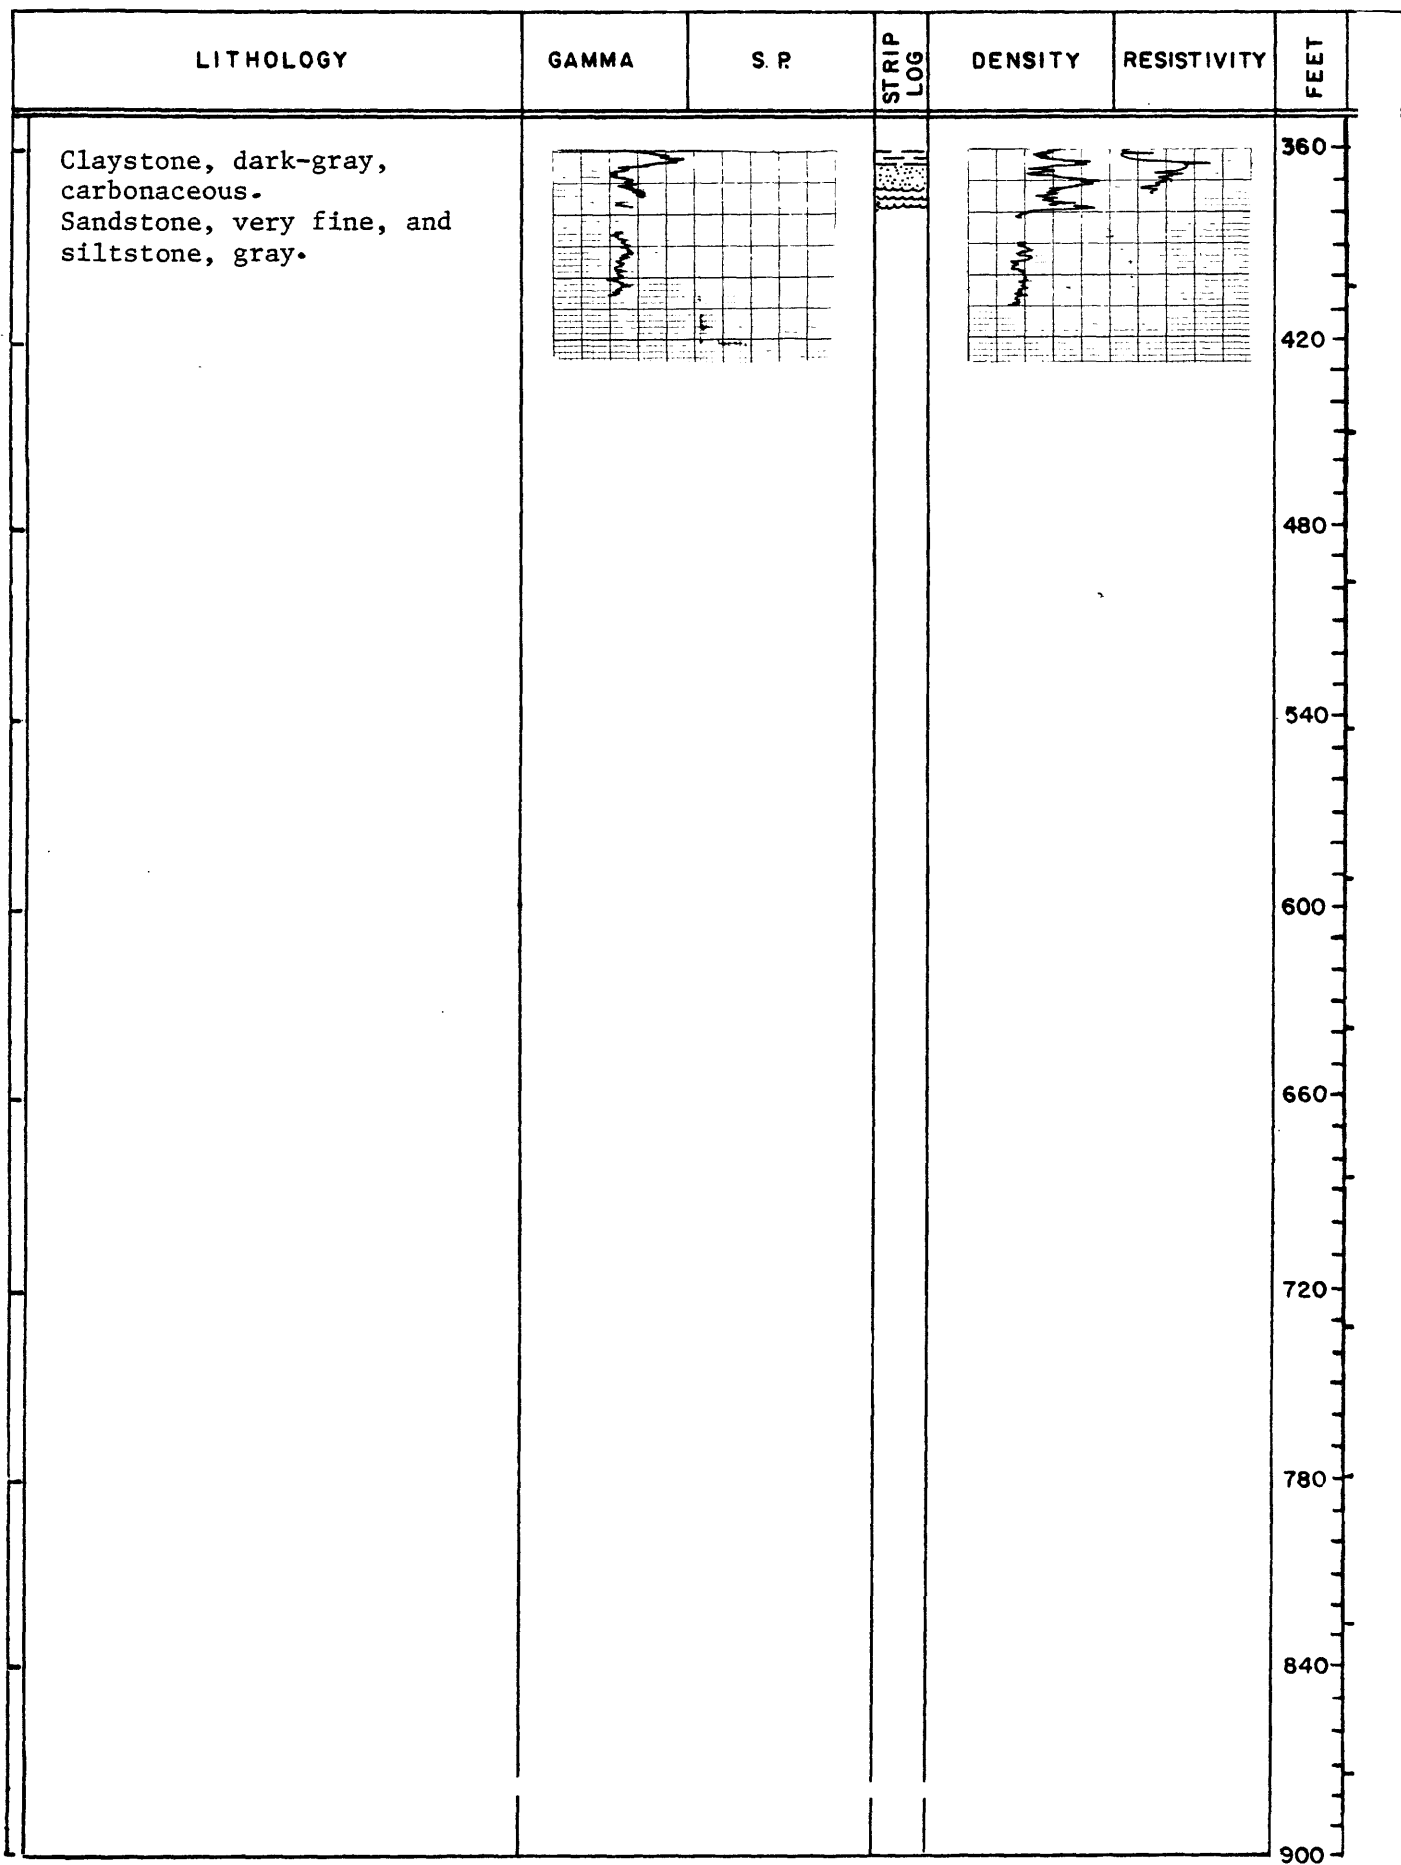 LITHOLOGY
GAMMA
S. P.
STRIP LOG
DENSITY
RESISTIVITY
FEET
Claystone, dark-gray,
carbonaceous.
Sandstone, very fine, and
siltstone, gray.
360
420
480
540
600
660
720
780
840
900